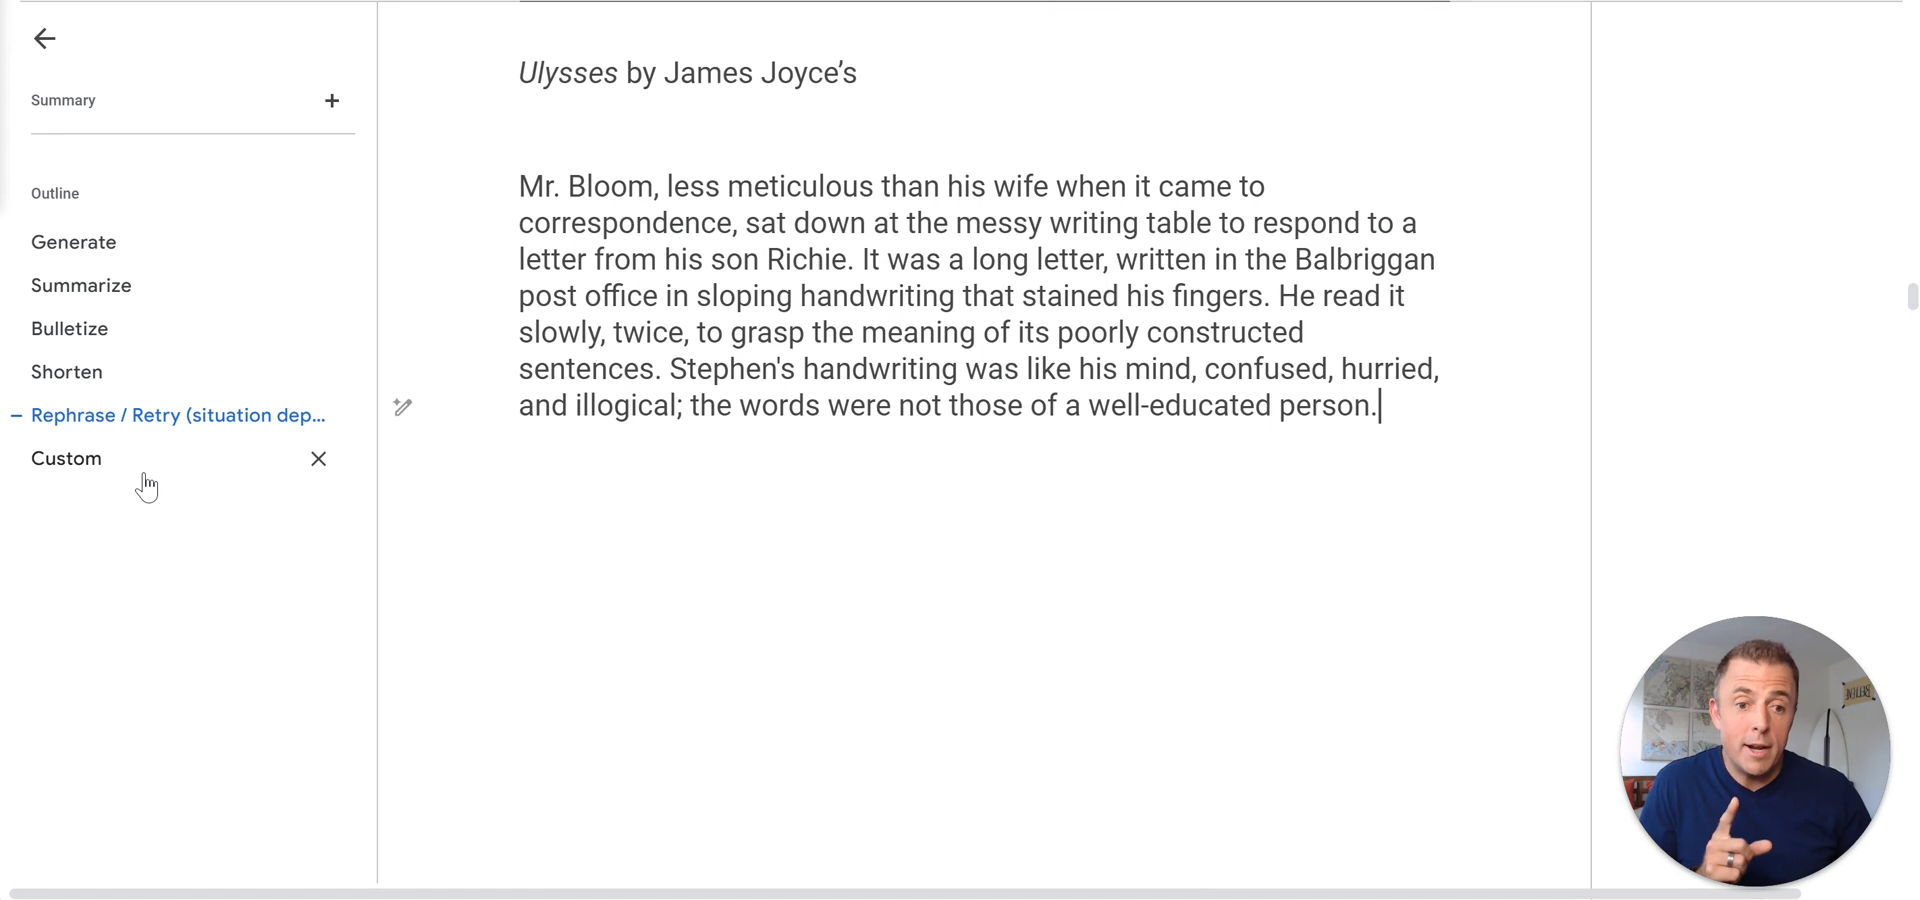 Summary
Outline
Generate
Summarize
Bulletize
Shorten
Rephrase / Retry (situation dep...
Custom
Ulysses by James Joyce’s
Mr. Bloom, less meticulous than his wife when it came to
correspondence, sat down at the messy writing table to respond to a
letter from his son Richie. It was a long letter, written in the Balbriggan
post office in sloping handwriting that stained his fingers. He read it
slowly, twice, to grasp the meaning of its poorly constructed
sentences. Stephen's handwriting was like his mind, confused, hurried,
and illogical; the words were not those of a well-educated person.